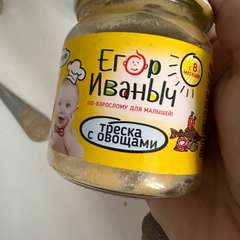 Егор
Иваныч
ПО-ВЗРОСЛОМУ ДЛЯ МАЛЫШЕЙ!
с 8
месяцев
треска
с овощами